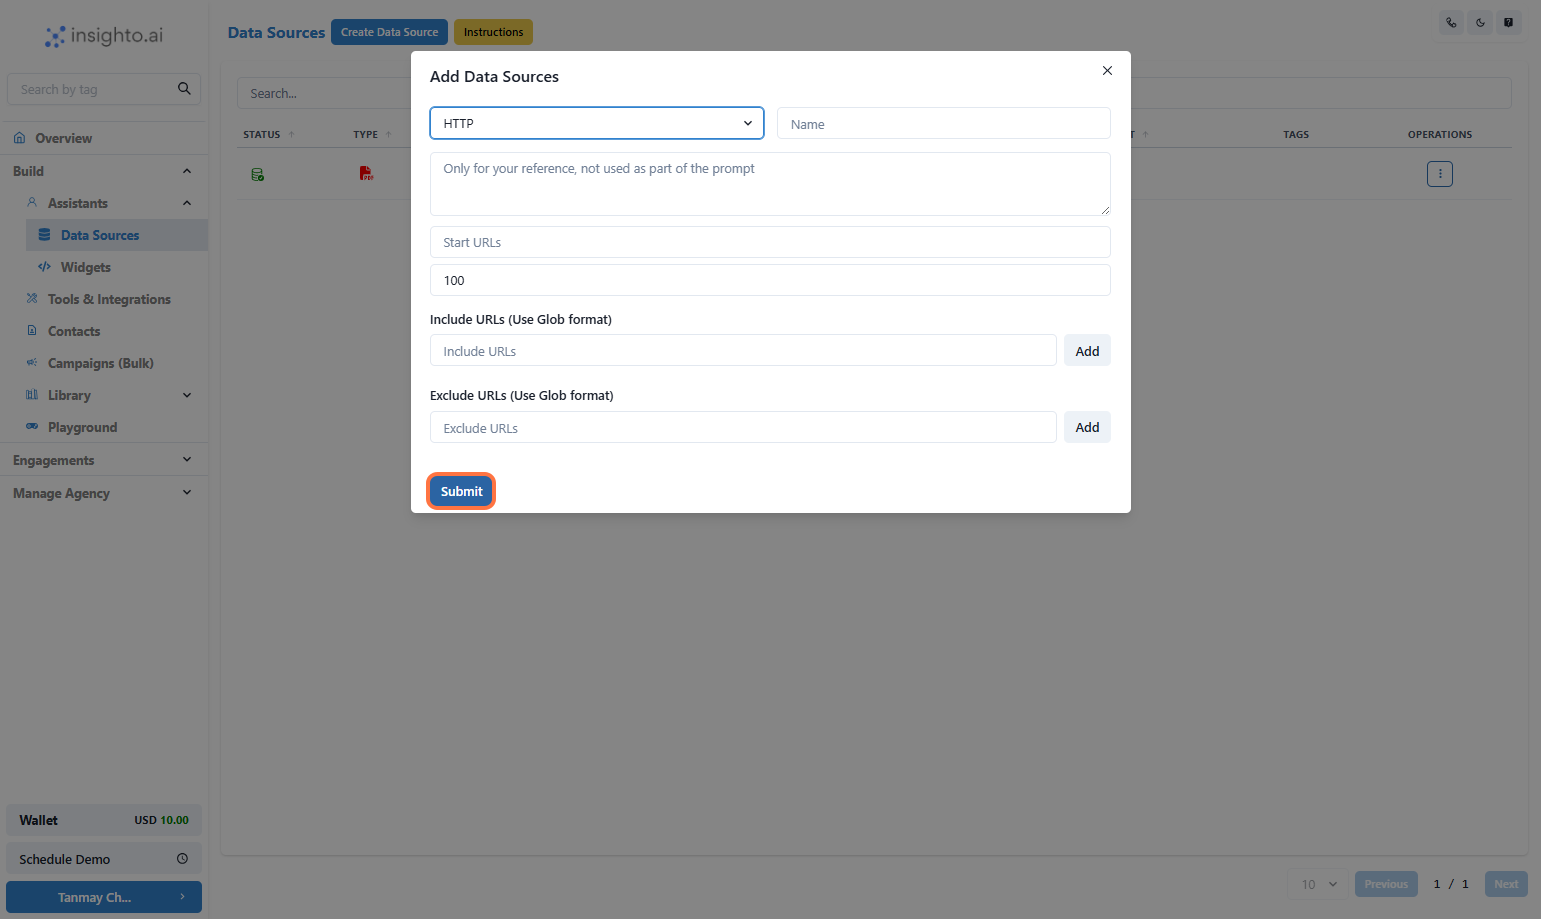 insighto.ai
Search by tag
Overview
Build
Assistants
Data Sources
Widgets
Tools & Integrations
Contacts
Campaigns (Bulk)
Library
Playground
Engagements
Manage Agency
Wallet USD 10.00
Schedule Demo
Tanmay Ch...
Data Sources Create Data Source Instructions
Search...
STATUS TYPE T TAGS OPERATIONS
PDF
Add Data Sources
HTTP Name
Only for your reference, not used as part of the prompt
Start URLs
100
Include URLs (Use Glob format)
Include URLs Add
Exclude URLs (Use Glob format)
Exclude URLs Add
Submit
10 Previous 1 / 1 Next